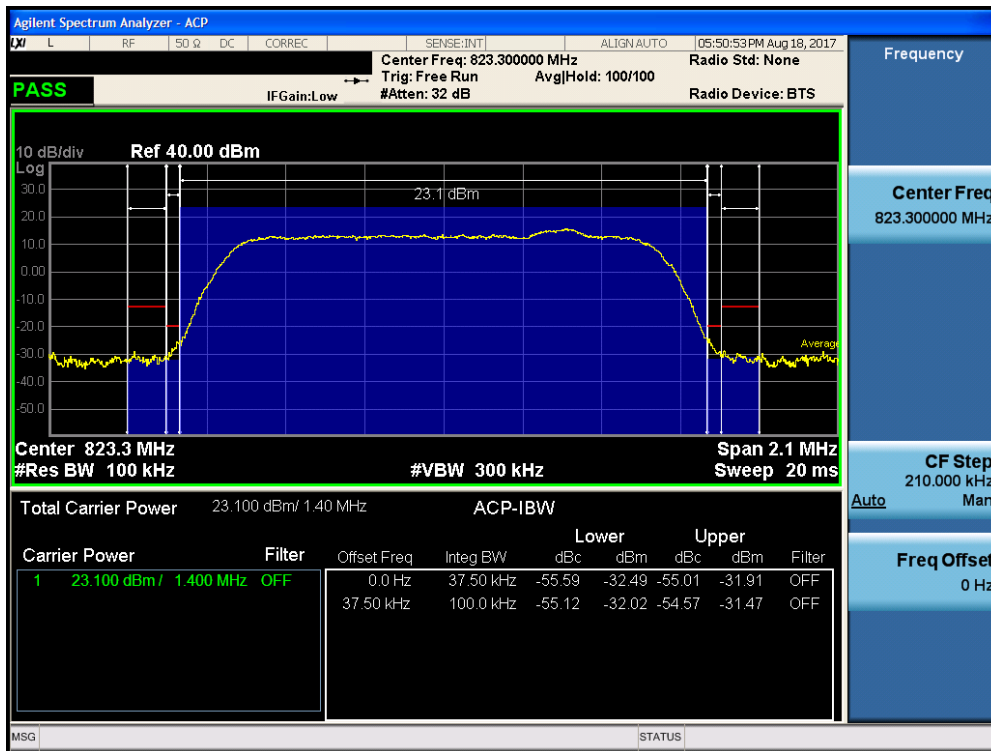 Agilent Spectrum Analyzer - ACP
LXI L RF 50 Ω DC CORREC SENSE:INT ALIGN AUTO 05:50:53 PM Aug 18, 2017
Center Freq: 823.300000 MHz Radio Std: None
Trig: Free Run Avg|Hold: 100/100
PASS IFGain:Low #Atten: 32 dB Radio Device: BTS
Frequency
10 dB/div Ref 40.00 dBm
Log
30.0
20.0
10.0
0.00
-10.0
-20.0
-30.0
-40.0
-50.0
23.1 dBm
Average
Center 823.3 MHz Span 2.1 MHz
#Res BW 100 kHz #VBW 300 kHz Sweep 20 ms
Total Carrier Power 23.100 dBm/ 1.40 MHz ACP-IBW
Lower Upper
Carrier Power Filter Offset Freq Integ BW dBc dBm dBc dBm Filter
1 23.100 dBm / 1.400 MHz OFF 0.0 Hz 37.50 kHz -55.59 -32.49 -55.01 -31.91 OFF
37.50 kHz 100.0 kHz -55.12 -32.02 -54.57 -31.47 OFF
Center Freq
823.300000 MHz
CF Step
210.000 kHz
Auto Man
Freq Offset
0 Hz
MSG STATUS